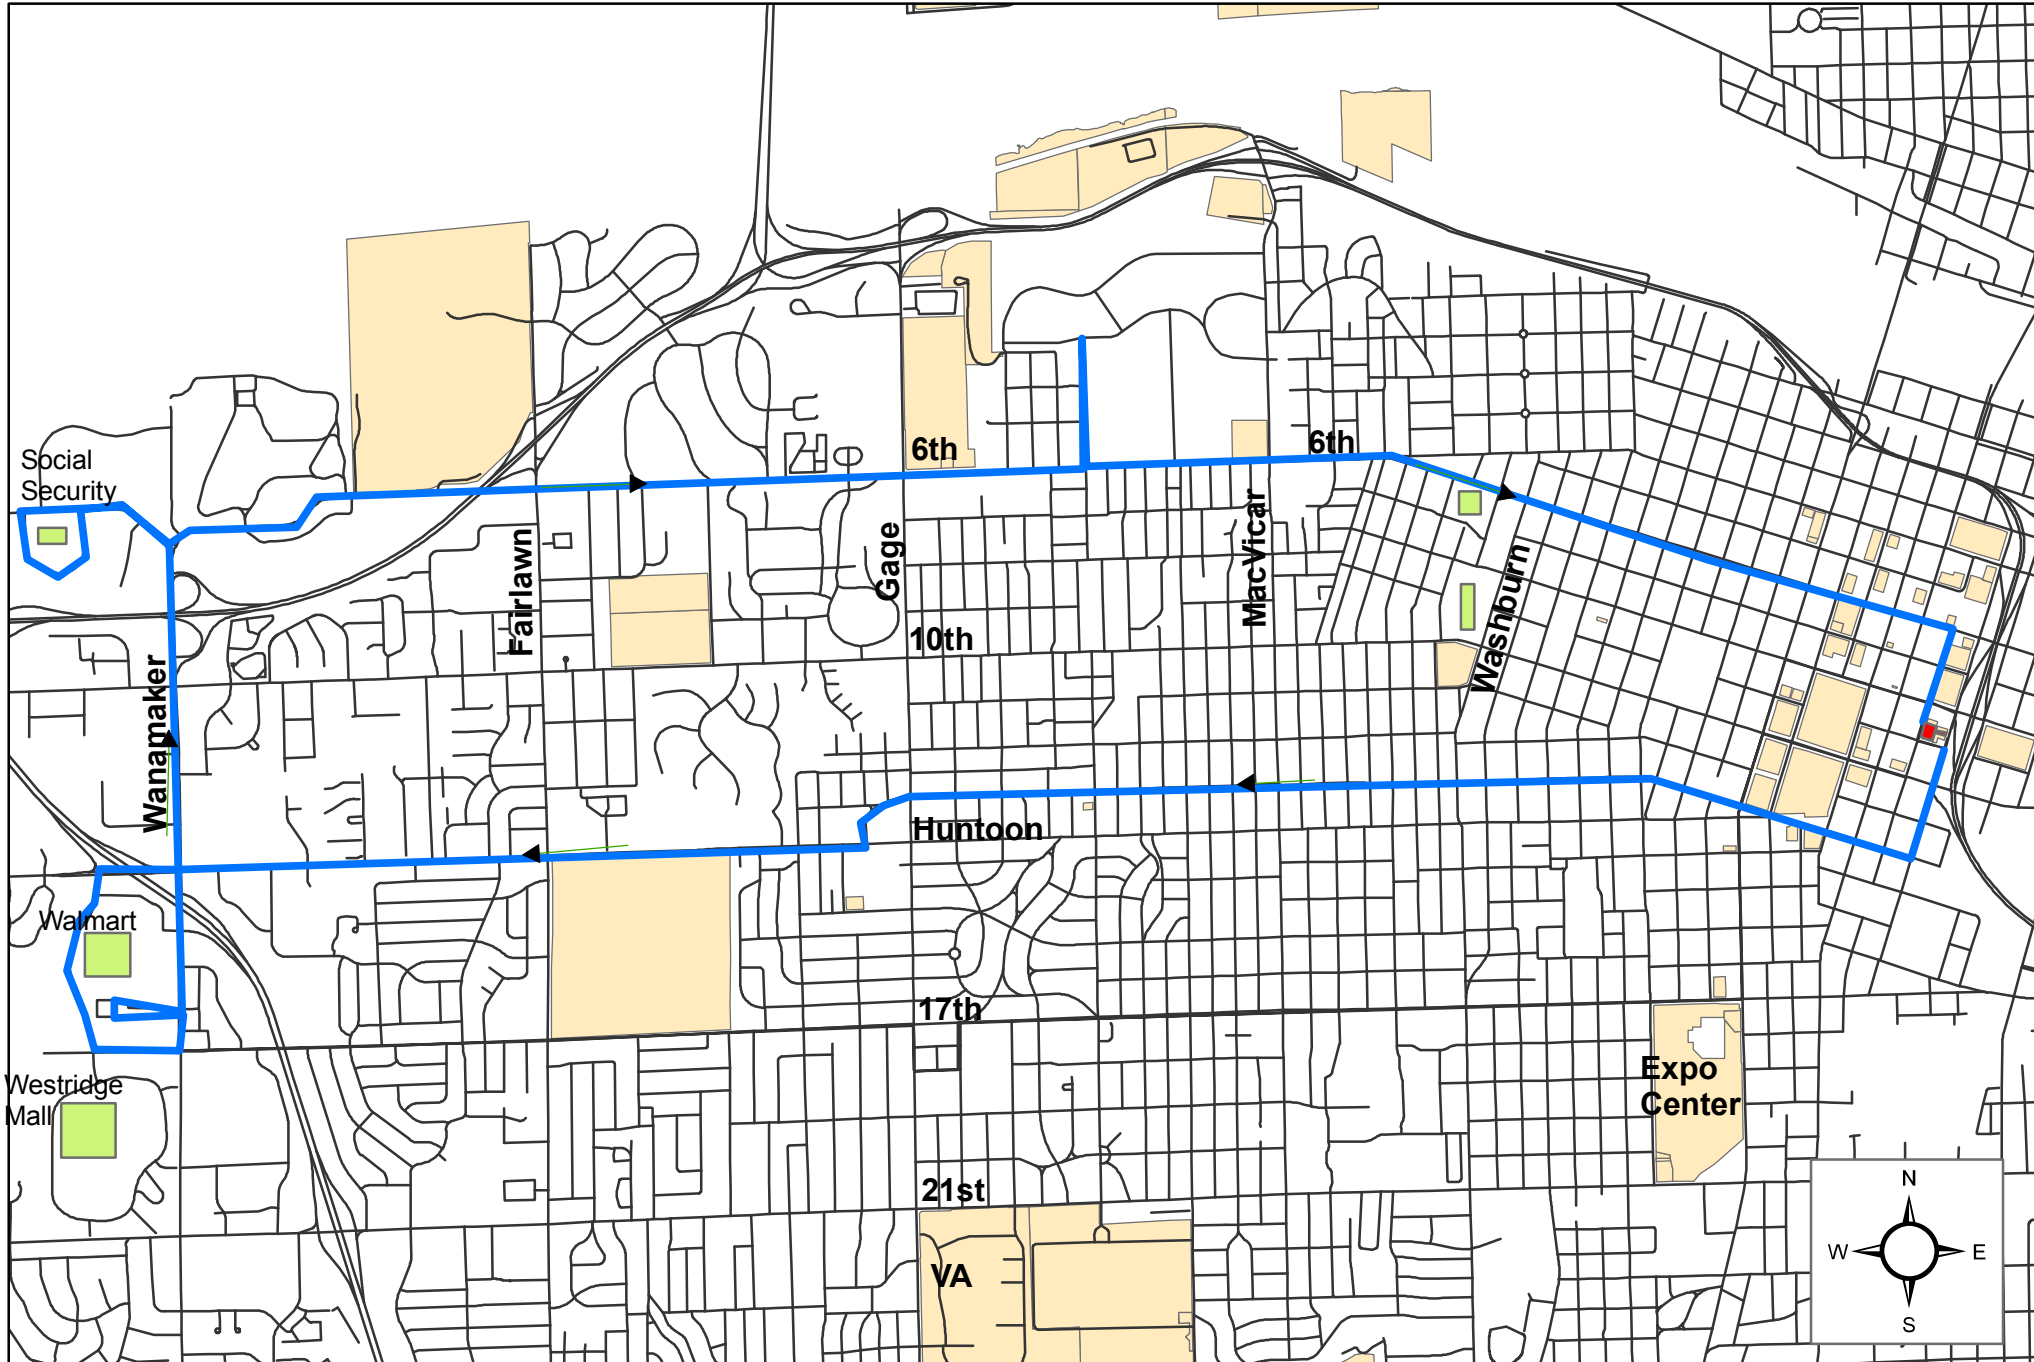 6th
6th
Social
Security
MacVicar
Gage
Fairlawn
Washburn
10th
Wanamaker
Huntoon
Walmart
17th
Expo
Center
Westridge
Mall
21st
N
W
E
S
VA